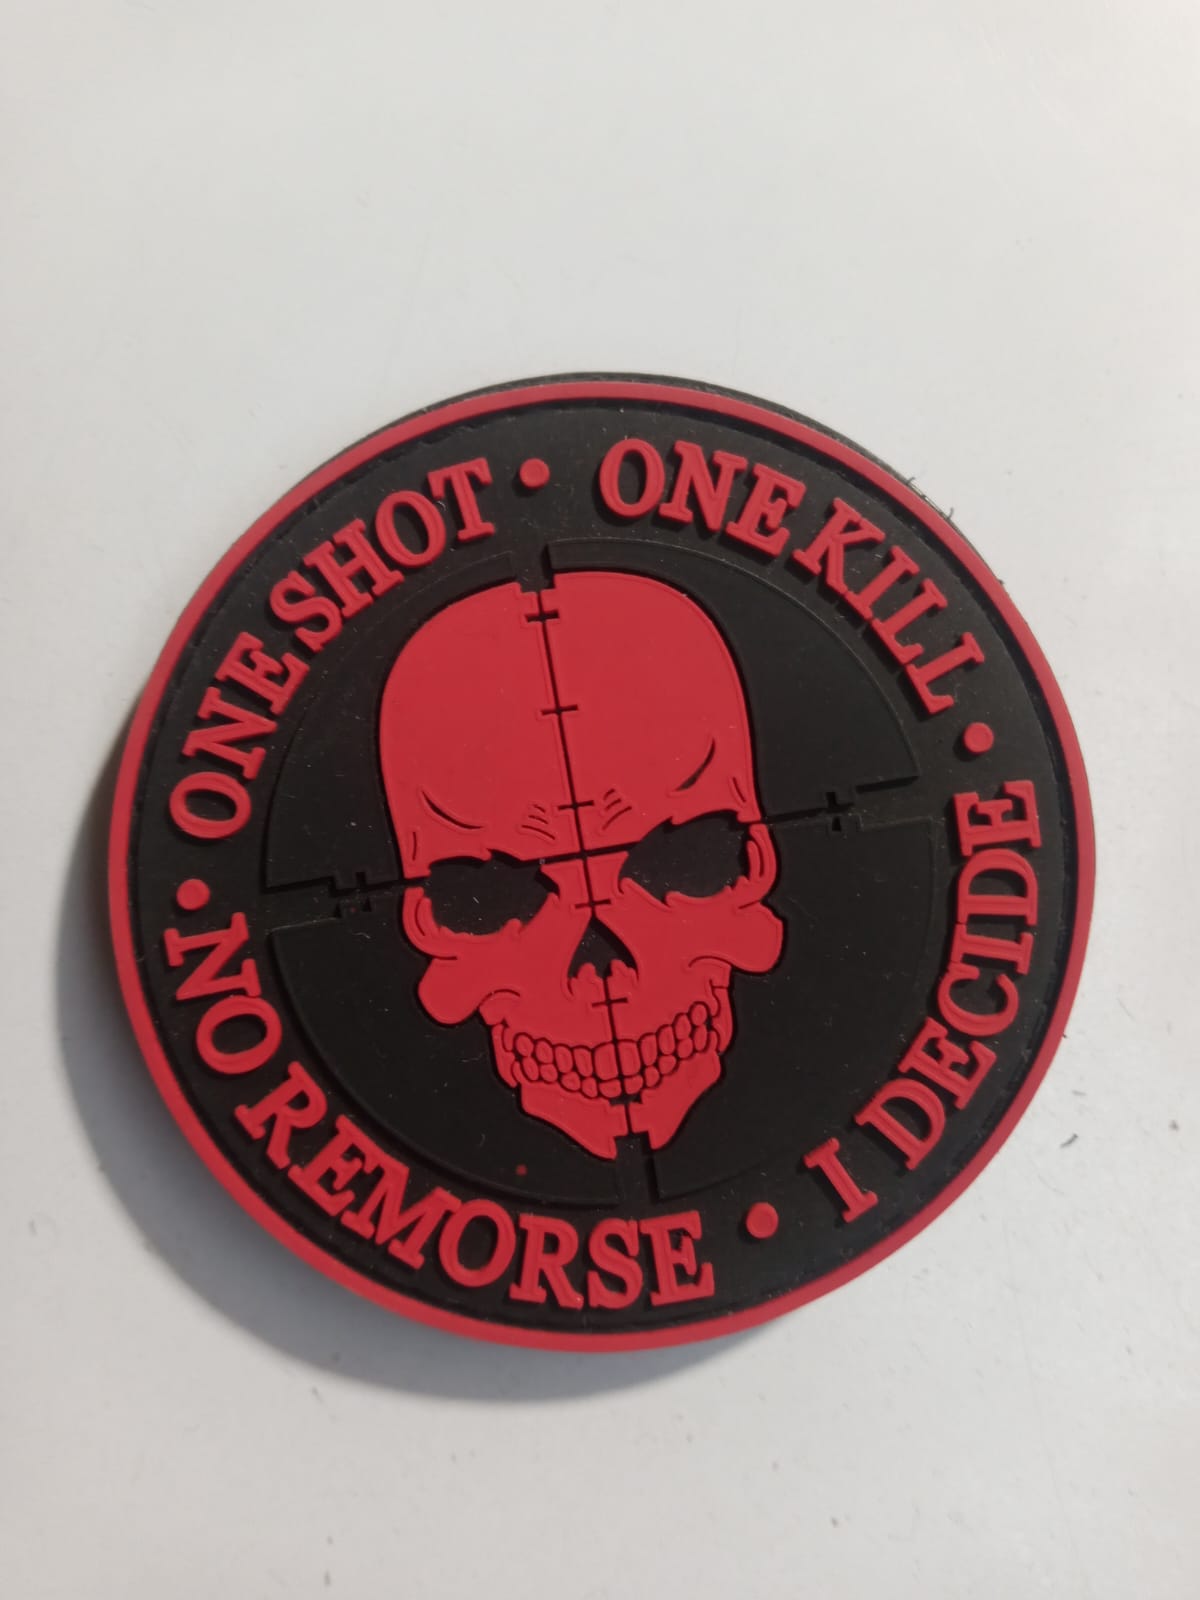 ONE SHOT • ONE KILL • I DECIDE • NO REMORSE •